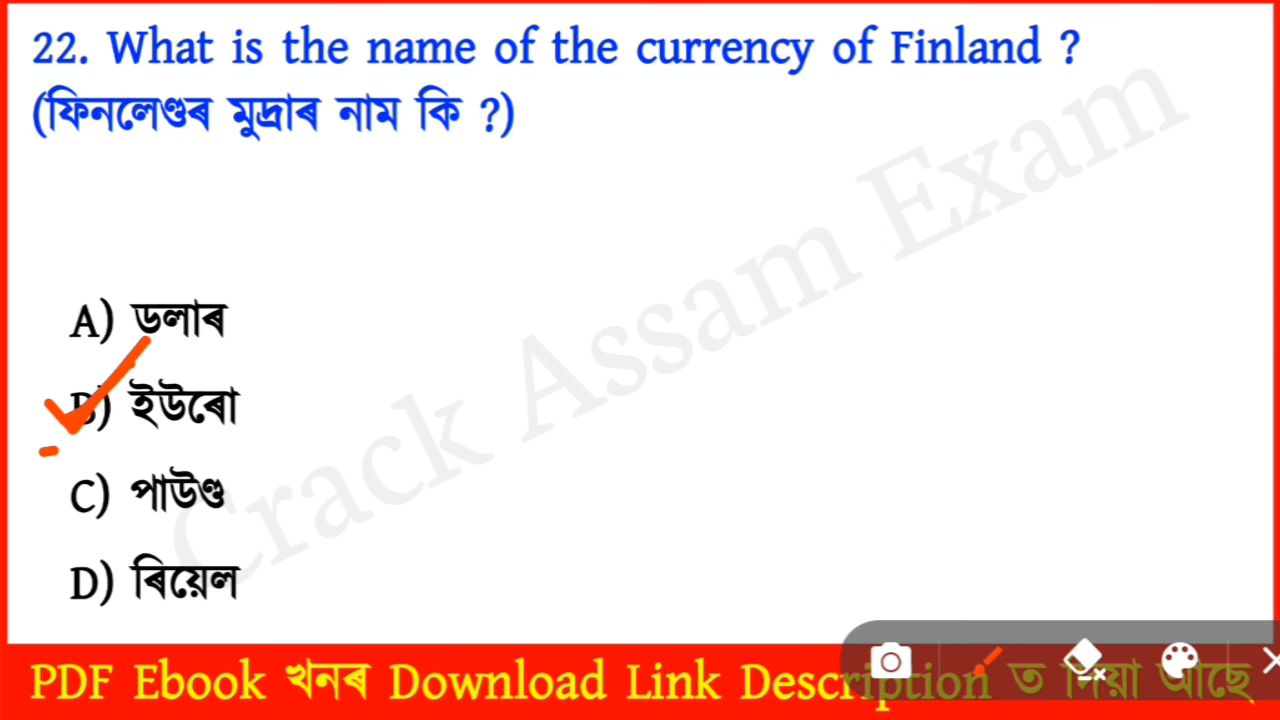 22. What is the name of the currency of Finland ?
(ফিনলেণ্ডৰ মুদ্ৰাৰ নাম কি ?)
Crack Assam Exam
A) ডলাৰ
B) ইউৰো
C) পাউণ্ড
D) ৰিয়েল
PDF Ebook খনৰ Download Link Description ত দিয়া আছে